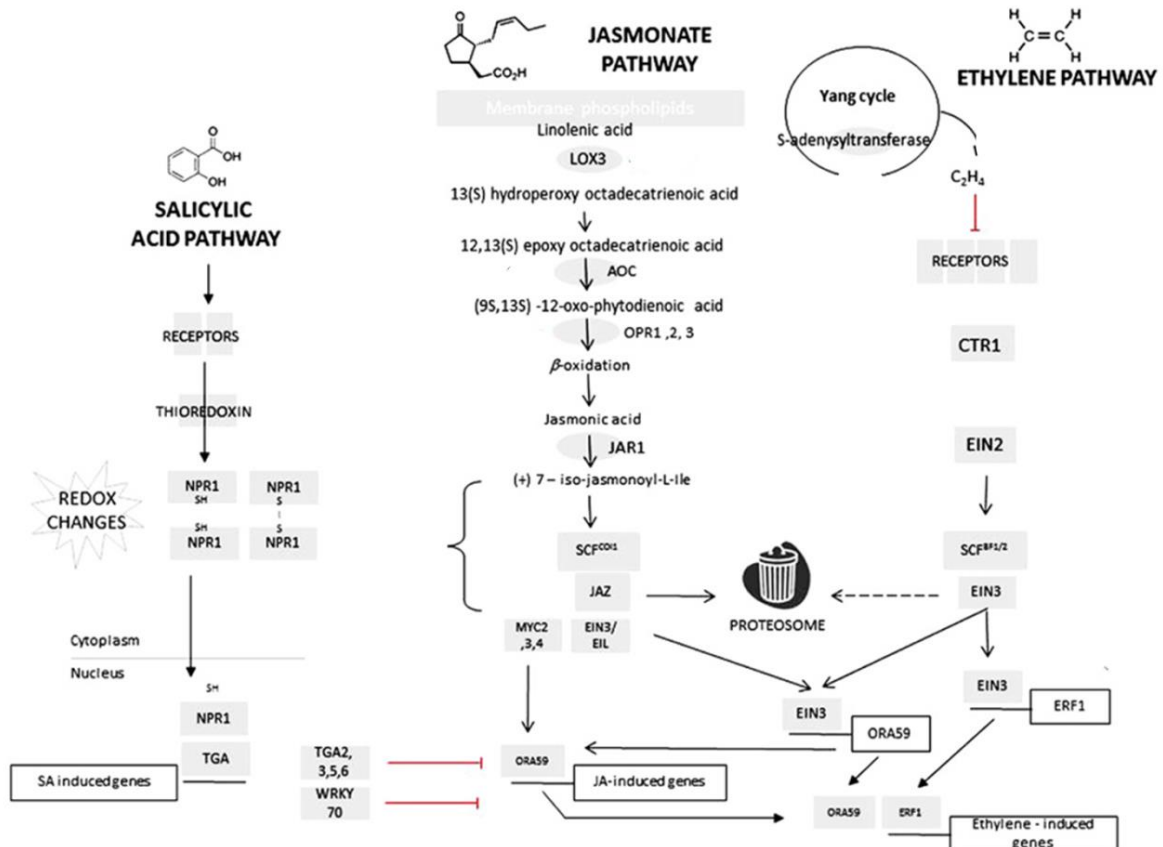 O
CO₂H
JASMONATE
PATHWAY
H
H
C=C
H
H
ETHYLENE PATHWAY
Membrane phospholipids
Linolenic acid
LOX3
13(S) hydroperoxy octadecatrienoic acid
12,13(S) epoxy octadecatrienoic acid
AOC
(9S,13S) -12-oxo-phytodienoic acid
OPR1 ,2, 3
β-oxidation
Jasmonic acid
JAR1
(+) 7 – iso-jasmonoyl-L-Ile
SCFᶜᴼᴵ¹
JAZ
MYC2
,3,4
EIN3/
EIL
PROTEOSOME
Yang cycle
S-adenysyltransferase
C₂H₄
RECEPTORS
CTR1
EIN2
SCFᴮᶠ¹/²
EIN3
EIN3
ERF1
EIN3
ORA59
ORA59
ERF1
Ethylene - induced
genes
O
OH
OH
SALICYLIC
ACID PATHWAY
RECEPTORS
THIOREDOXIN
REDOX
CHANGES
NPR1
SH
SH
NPR1
NPR1
S
S
NPR1
Cytoplasm
Nucleus
SH
NPR1
TGA
SA induced genes
TGA2,
3,5,6
WRKY
70
ORA59
JA-induced genes